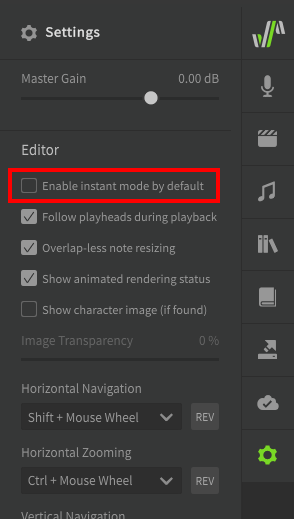 Settings
Master Gain 0.00 dB
Editor
Enable instant mode by default
Follow playheads during playback
Overlap-less note resizing
Show animated rendering status
Show character image (if found)
Image Transparency 0 %
Horizontal Navigation
Shift + Mouse Wheel REV
Horizontal Zooming
Ctrl + Mouse Wheel REV
Vertical Navigation